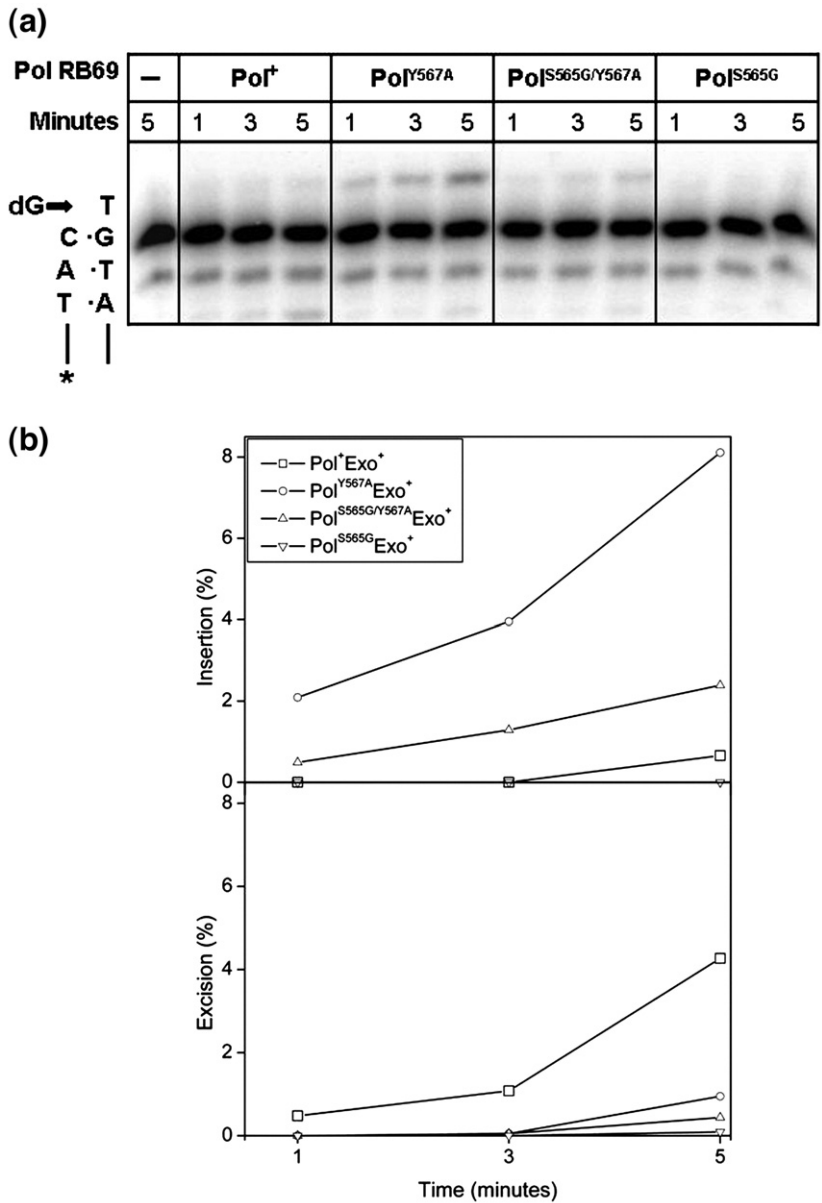 (a)
Pol RB69 – Pol⁺ Polʸ⁵⁶⁷ᴬ Polˢ⁵⁶⁵ᴳ/ʸ⁵⁶⁷ᴬ Polˢ⁵⁶⁵ᴳ
Minutes 5 1 3 5 1 3 5 1 3 5 1 3 5
dG→ T
C ·G
A ·T
T ·A
*
(b)
Pol⁺Exo⁺
Polʸ⁵⁶⁷ᴬExo⁺
Polˢ⁵⁶⁵ᴳ/ʸ⁵⁶⁷ᴬExo⁺
Polˢ⁵⁶⁵ᴳExo⁺
Insertion (%)
8
6
4
2
0
Excision (%)
8
6
4
2
0
1 3 5
Time (minutes)